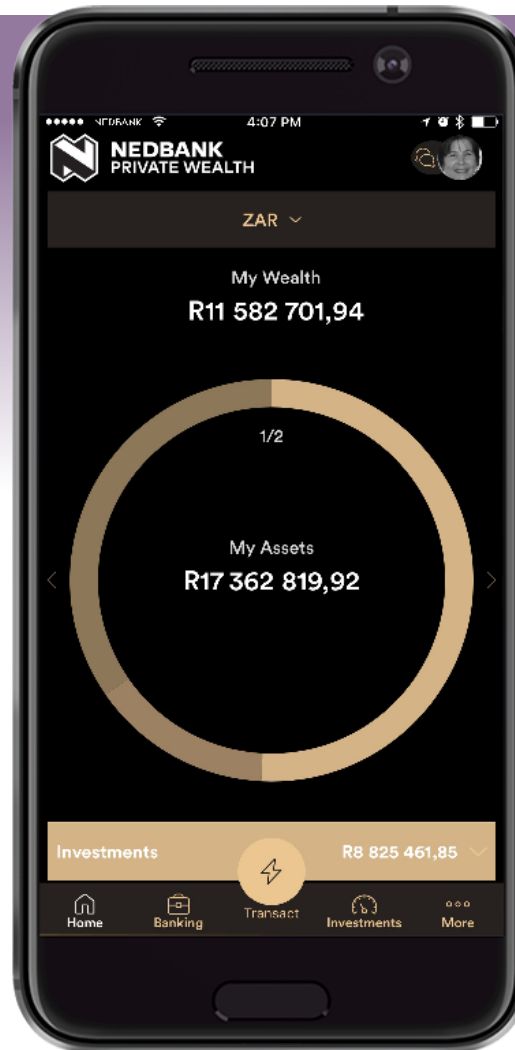 NEDBANK 4:07 PM
NEDBANK
PRIVATE WEALTH
ZAR
My Wealth
R11 582 701,94
1/2
My Assets
R17 362 819,92
Investments R8 825 461,85
Home Banking Transact Investments More